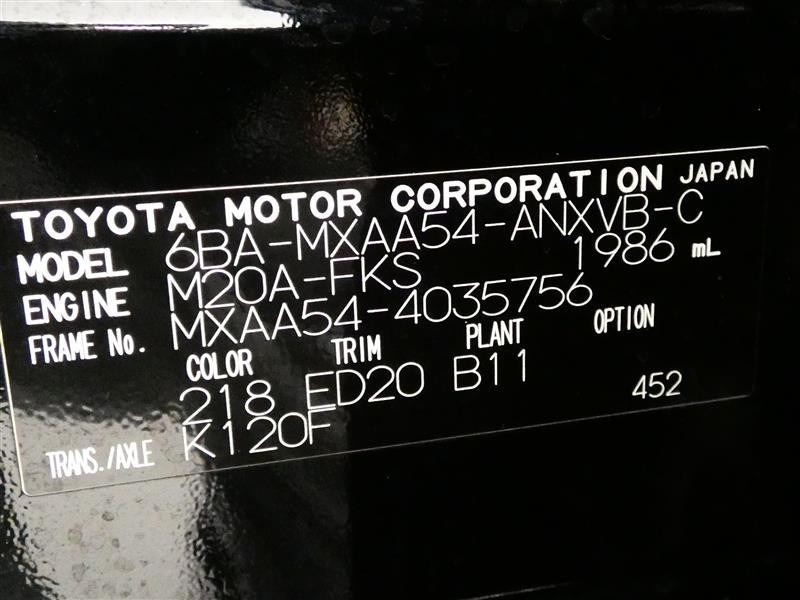 TOYOTA MOTOR CORPORATION JAPAN
MODEL 6BA-MXAA54-ANXVB-C
ENGINE M20A-FKS 1986 mL
FRAME No. MXAA54-4035756
COLOR TRIM PLANT OPTION
218 ED20 B11
452
TRANS./AXLE K120F